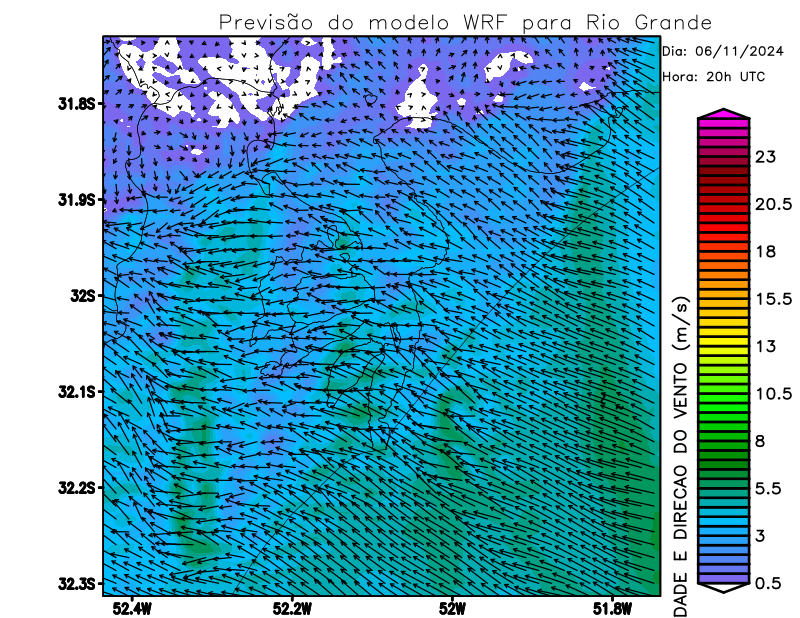 Previsão do modelo WRF para Rio Grande
Dia: 06/11/2024
Hora: 20h UTC
31.8S
31.9S
32S
32.1S
32.2S
32.3S
52.4W
52.2W
52W
51.8W
23
20.5
18
15.5
13
10.5
8
5.5
3
0.5
DADE E DIRECAO DO VENTO (m/s)